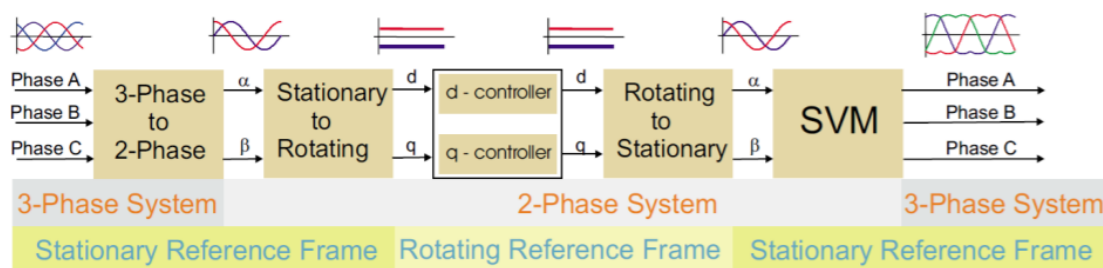 Phase A
Phase B
Phase C
3-Phase
to
2-Phase
α
β
Stationary
to
Rotating
d
q
d - controller
q - controller
d
q
Rotating
to
Stationary
α
β
SVM
Phase A
Phase B
Phase C
3-Phase System
2-Phase System
3-Phase System
Stationary Reference Frame
Rotating Reference Frame
Stationary Reference Frame